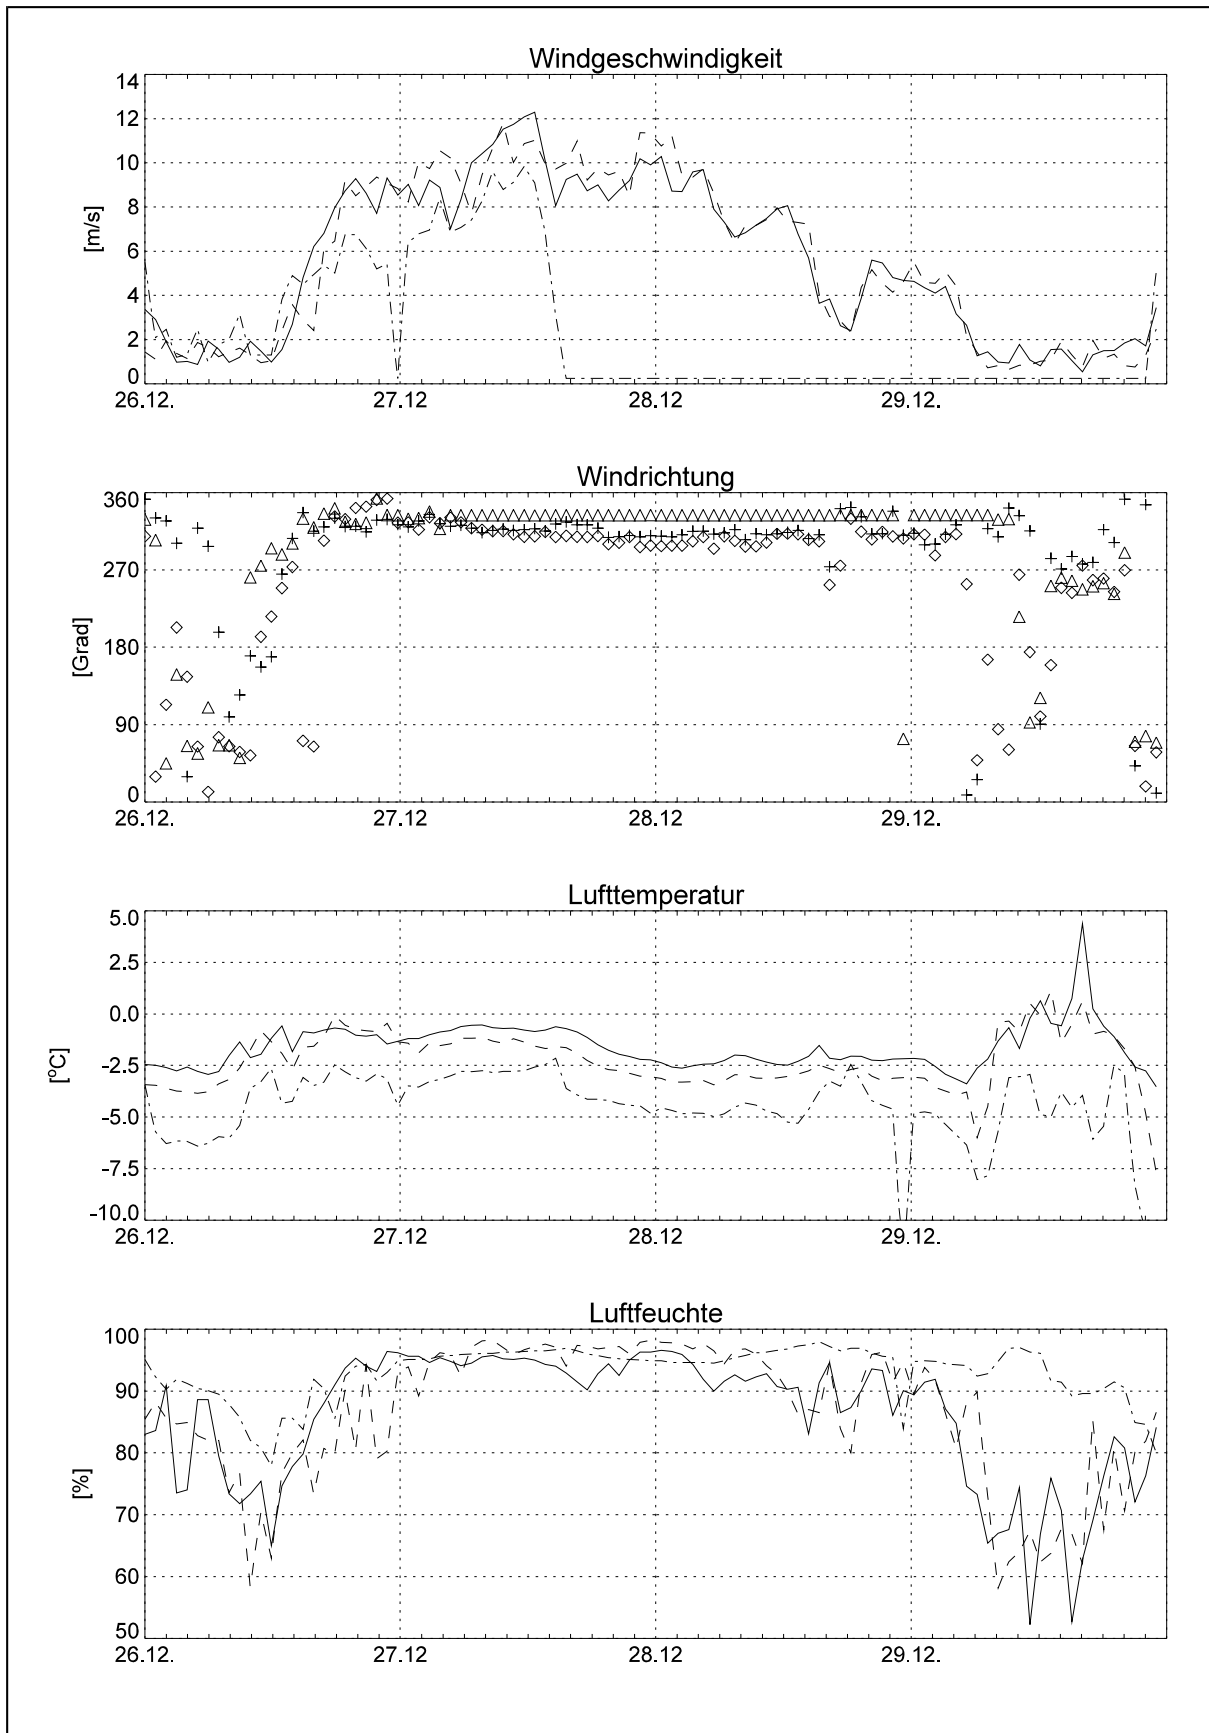 Windgeschwindigkeit
14
12
10
8
6
4
2
0
[m/s]
26.12. 27.12 28.12 29.12.
Windrichtung
360
270
180
90
0
[Grad]
26.12. 27.12 28.12 29.12.
Lufttemperatur
5.0
2.5
0.0
-2.5
-5.0
-7.5
-10.0
[°C]
26.12. 27.12 28.12 29.12.
Luftfeuchte
100
90
80
70
60
50
[%]
26.12. 27.12 28.12 29.12.